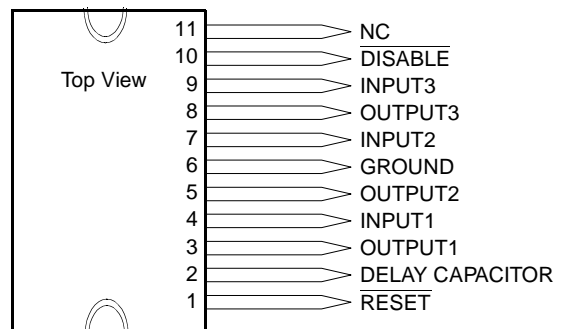 11 NC
10 DISABLE
Top View
9 INPUT3
8 OUTPUT3
7 INPUT2
6 GROUND
5 OUTPUT2
4 INPUT1
3 OUTPUT1
2 DELAY CAPACITOR
1 RESET